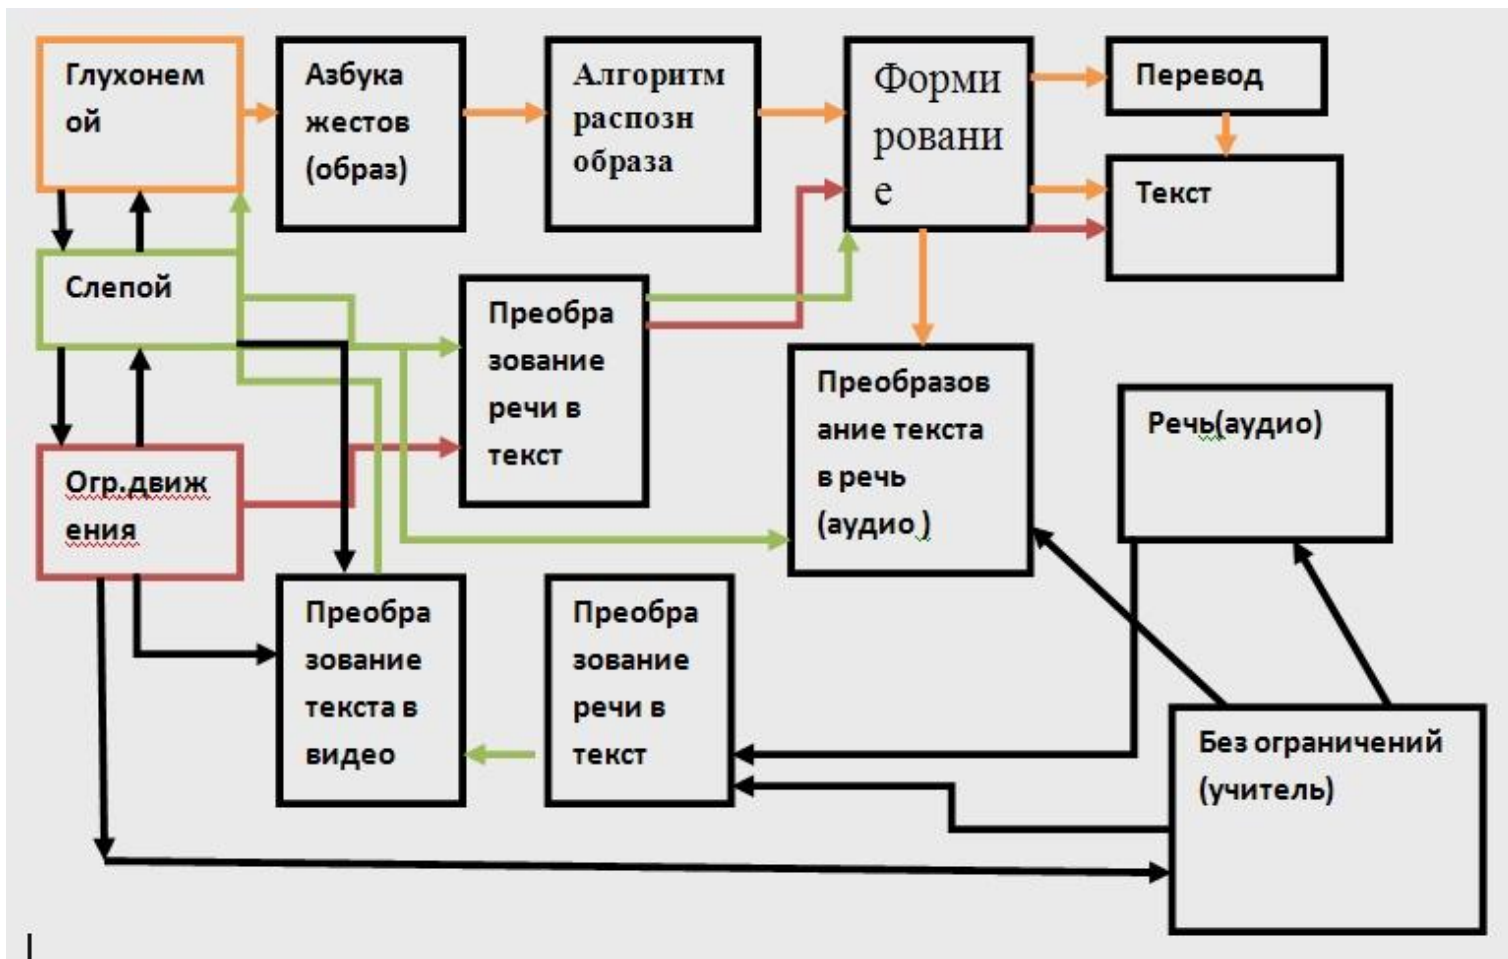 Глухонем
ой
Азбука
жестов
(образ)
Алгоритм
распозн
образа
Форми
ровани
е
Перевод
Текст
Слепой
Преобра
зование
речи в
текст
Преобразов
ание текста
в речь
(аудио )
Речь(аудио)
Огр.движ
ения
Преобра
зование
текста в
видео
Преобра
зование
речи в
текст
Без ограничений
(учитель)